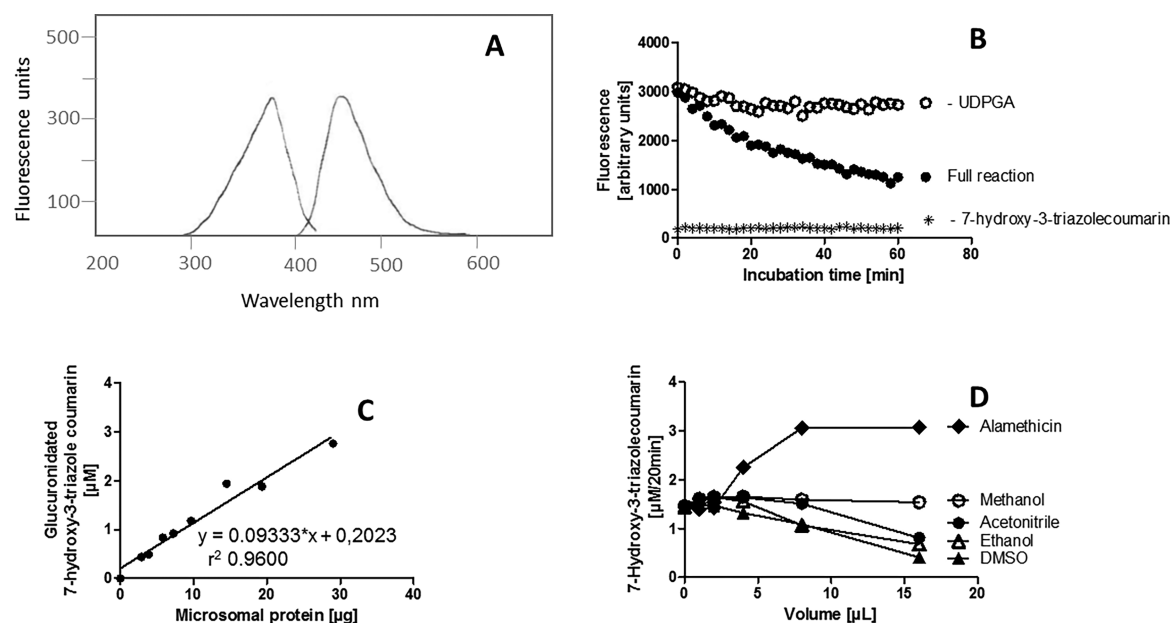 A
500
300
100
Fluorescence units
200
300
400
500
600
Wavelength nm
B
4000
3000
2000
1000
0
Fluorescence
[arbitrary units]
0
20
40
60
80
Incubation time [min]
- UDPGA
Full reaction
- 7-hydroxy-3-triazolecoumarin
C
4
3
2
1
0
Glucuronidated
7-hydroxy-3-triazole coumarin
[µM]
y = 0.09333*x + 0,2023
r² 0.9600
0
10
20
30
40
Microsomal protein [µg]
D
4
3
2
1
0
7-Hydroxy-3-triazolecoumarin
[µM/20min]
0
5
10
15
20
Volume [µL]
Alamethicin
Methanol
Acetonitrile
Ethanol
DMSO